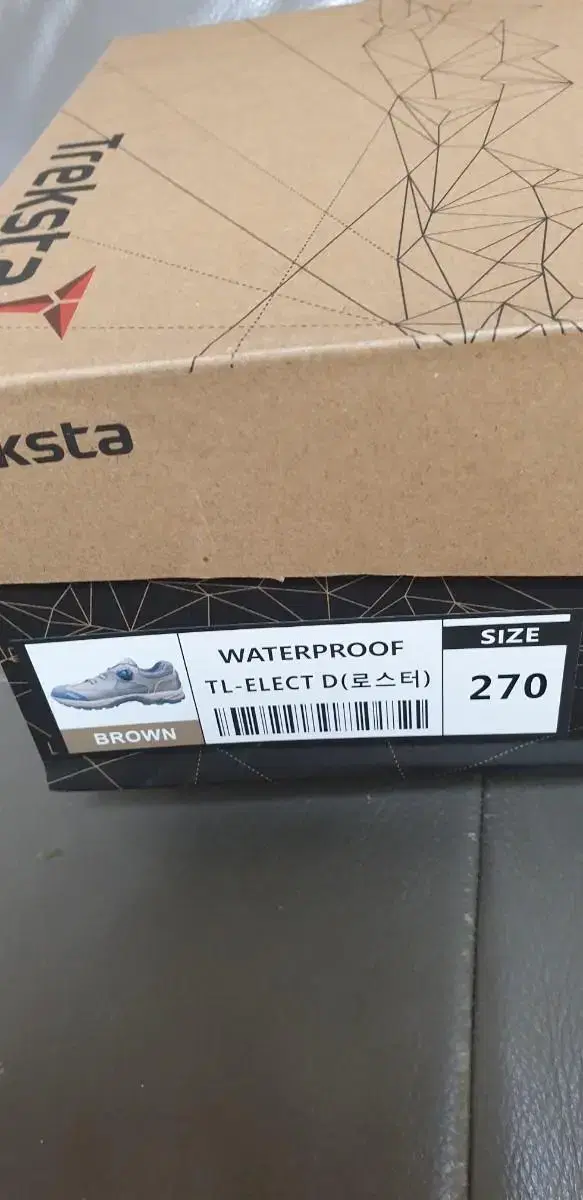 Treksta
ksta
WATERPROOF
TL-ELECT D(로스터)
BROWN
SIZE
270